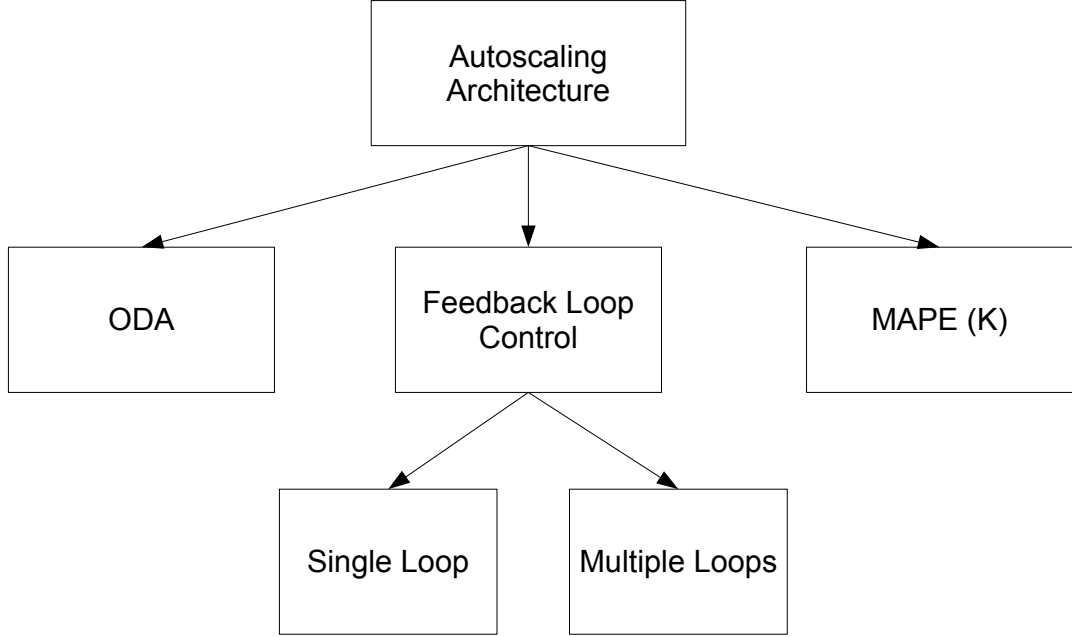 Autoscaling
Architecture
ODA
Feedback Loop
Control
MAPE (K)
Single Loop
Multiple Loops